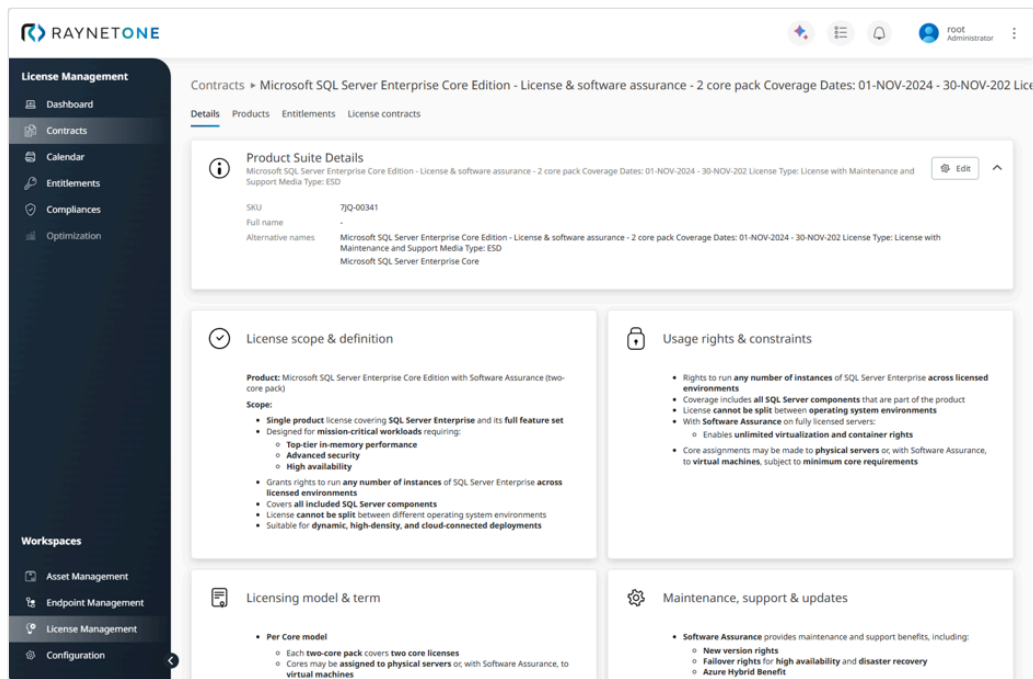 RAYNETONE
root
Administrator
License Management
Dashboard
Contracts
Calendar
Entitlements
Compliances
Optimization
Workspaces
Asset Management
Endpoint Management
License Management
Configuration
Contracts ▸ Microsoft SQL Server Enterprise Core Edition - License & software assurance - 2 core pack Coverage Dates: 01-NOV-2024 - 30-NOV-202 Lice
Details Products Entitlements License contracts
Product Suite Details
Microsoft SQL Server Enterprise Core Edition - License & software assurance - 2 core pack Coverage Dates: 01-NOV-2024 - 30-NOV-202 License Type: License with Maintenance and
Support Media Type: ESD
Edit
SKU 7JQ-00341
Full name -
Alternative names Microsoft SQL Server Enterprise Core Edition - License & software assurance - 2 core pack Coverage Dates: 01-NOV-2024 - 30-NOV-202 License Type: License with
Maintenance and Support Media Type: ESD
Microsoft SQL Server Enterprise Core
License scope & definition
Product: Microsoft SQL Server Enterprise Core Edition with Software Assurance (two-
core pack)
Scope:
Single product license covering SQL Server Enterprise and its full feature set
Designed for mission-critical workloads requiring:
Top-tier in-memory performance
Advanced security
High availability
Grants rights to run any number of instances of SQL Server Enterprise across
licensed environments
Covers all included SQL Server components
License cannot be split between different operating system environments
Suitable for dynamic, high-density, and cloud-connected deployments
Usage rights & constraints
Rights to run any number of instances of SQL Server Enterprise across licensed
environments
Coverage includes all SQL Server components that are part of the product
License cannot be split between operating system environments
With Software Assurance on fully licensed servers:
Enables unlimited virtualization and container rights
Core assignments may be made to physical servers or, with Software Assurance,
to virtual machines, subject to minimum core requirements
Licensing model & term
Per Core model
Each two-core pack covers two core licenses
Cores may be assigned to physical servers or, with Software Assurance, to
virtual machines
Maintenance, support & updates
Software Assurance provides maintenance and support benefits, including:
New version rights
Failover rights for high availability and disaster recovery
Azure Hybrid Benefit